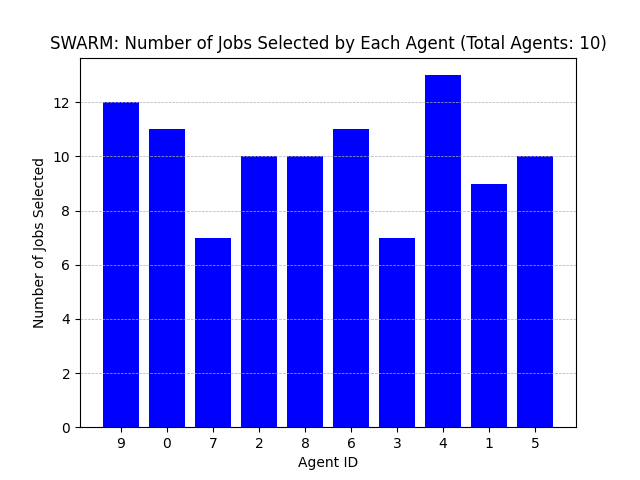 SWARM: Number of Jobs Selected by Each Agent (Total Agents: 10)
12
10
8
6
4
2
0
Number of Jobs Selected
9 0 7 2 8 6 3 4 1 5
Agent ID